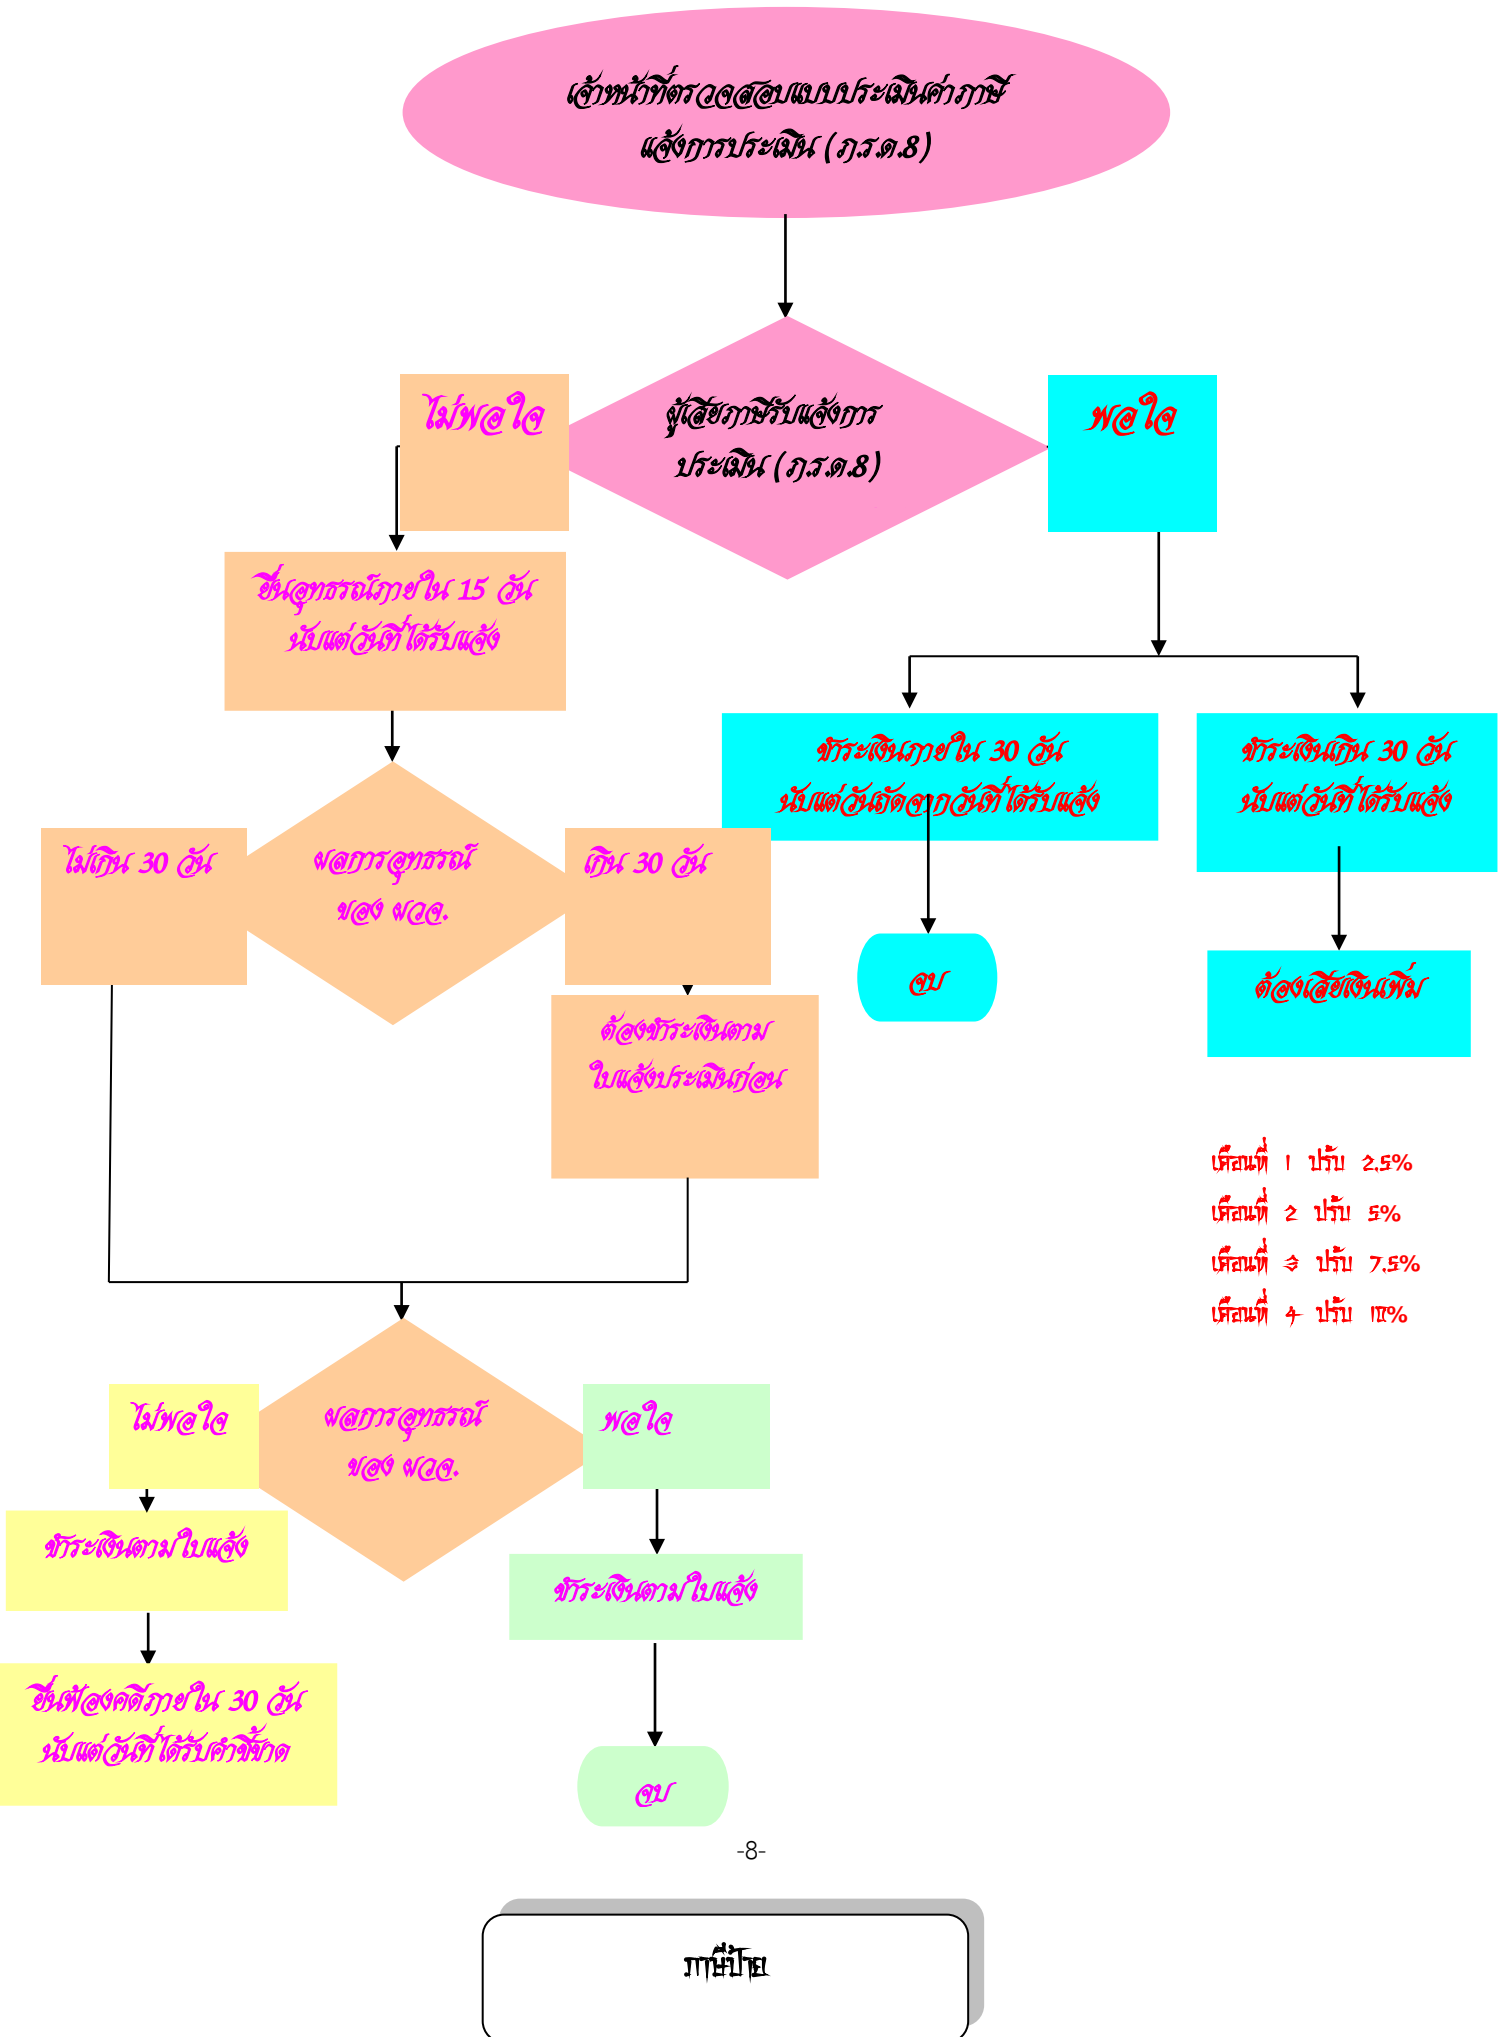 เจ้าหน้าที่ตรวจสอบแบบประเมินค่าภาษี
แจ้งการประเมิน (ภ.ร.ด.8)
ผู้เสียภาษีรับแจ้งการ
ประเมิน (ภ.ร.ด.8)
ไม่พอใจ
พอใจ
ยื่นอุทธรณ์ภายใน 15 วัน
นับแต่วันที่ได้รับแจ้ง
ชำระเงินภายใน 30 วัน
นับแต่วันถัดจากวันที่ได้รับแจ้ง
ชำระเงินเกิน 30 วัน
นับแต่วันที่ได้รับแจ้ง
ไม่เกิน 30 วัน
ผลการอุทธรณ์
ของ ผวจ.
เกิน 30 วัน
จบ
ต้องเสียเงินเพิ่ม
ต้องชำระเงินตาม
ใบแจ้งประเมินก่อน
เดือนที่ 1 ปรับ 2.5%
เดือนที่ 2 ปรับ 5%
เดือนที่ 3 ปรับ 7.5%
เดือนที่ 4 ปรับ 10%
ไม่พอใจ
ผลการอุทธรณ์
ของ ผวจ.
พอใจ
ชำระเงินตามใบแจ้ง
ชำระเงินตามใบแจ้ง
ยื่นฟ้องคดีภายใน 30 วัน
นับแต่วันที่ได้รับคำชี้ขาด
จบ
-8-
ภาษีป้าย